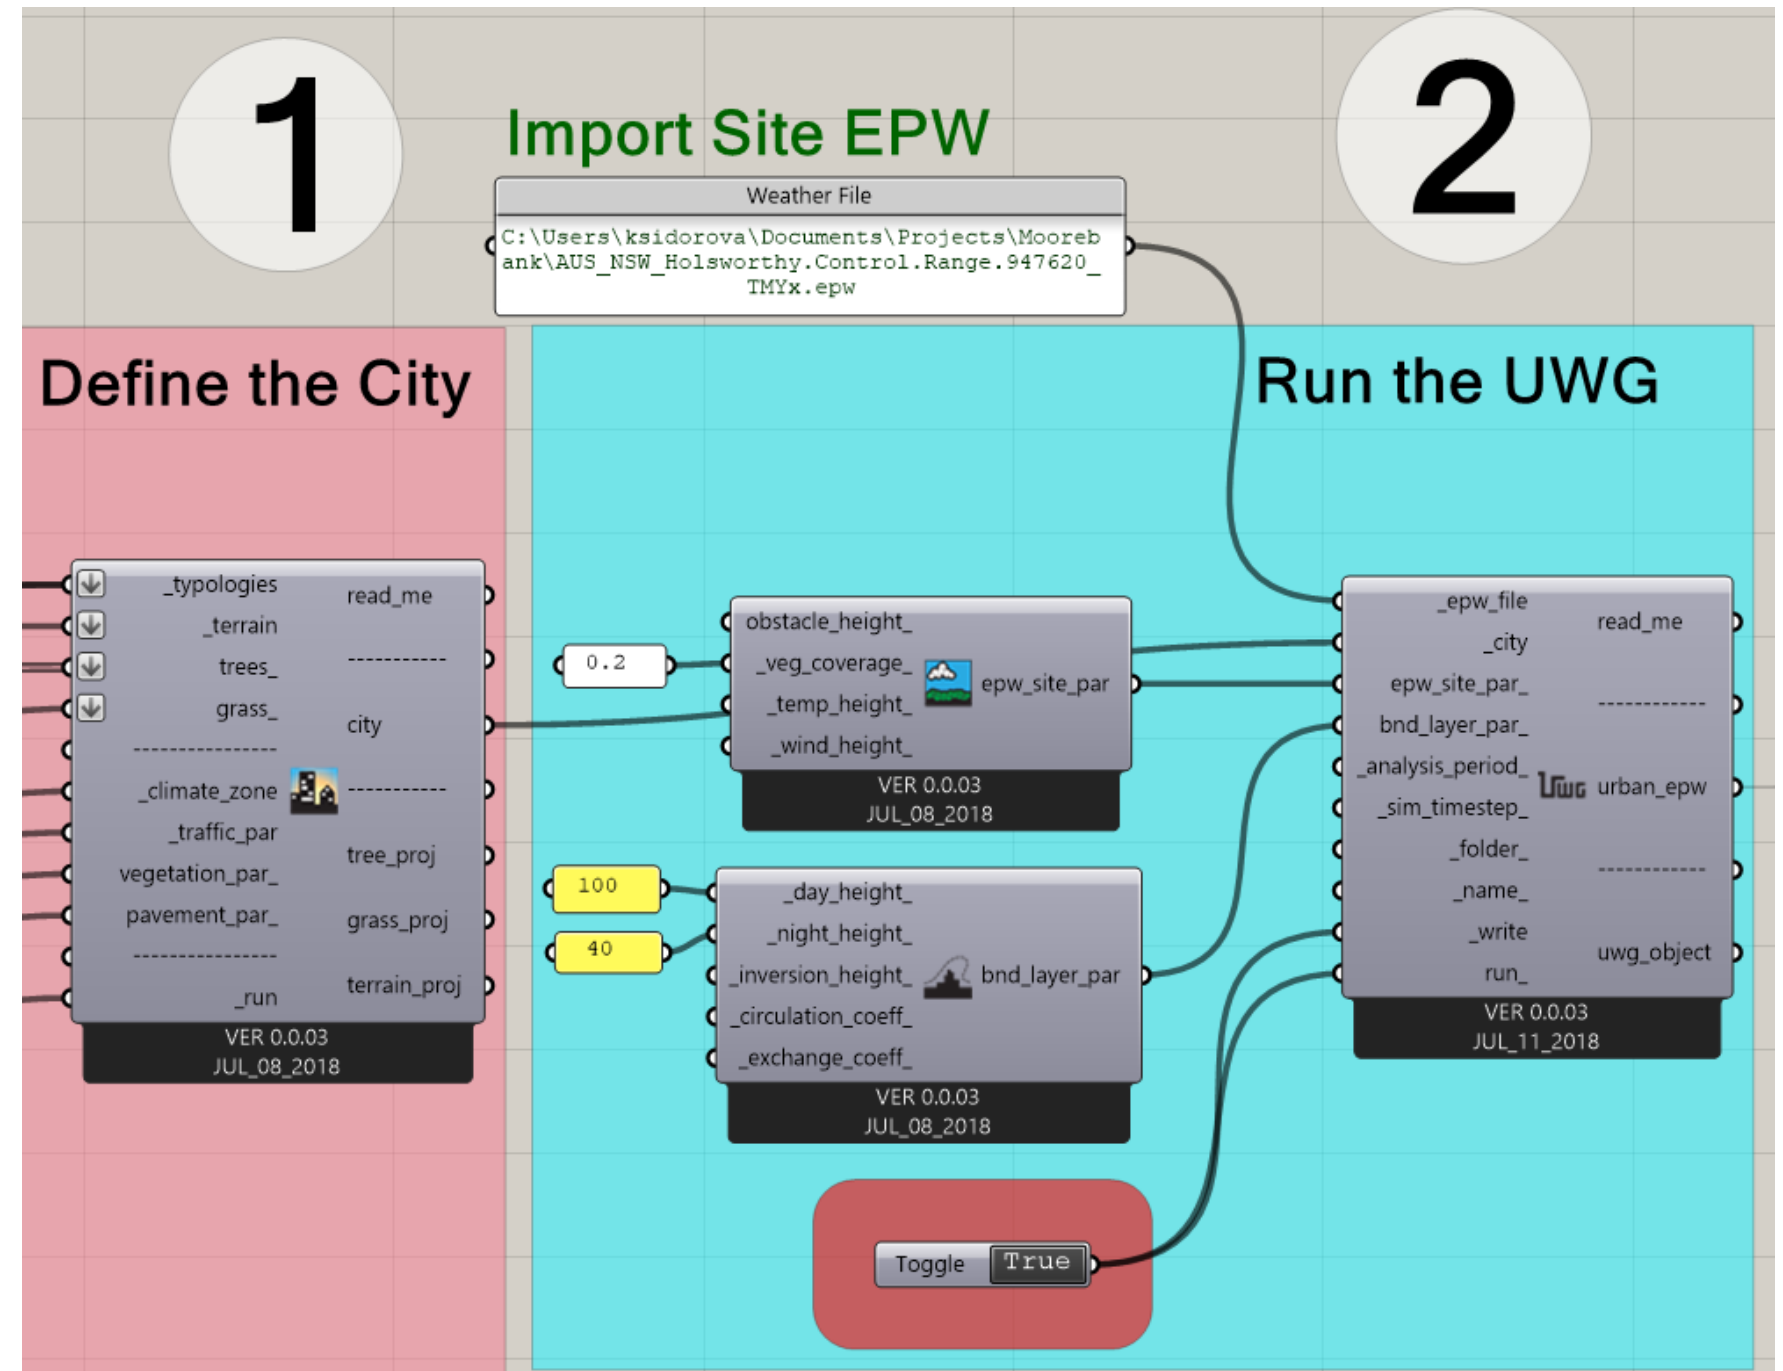 1
2
Import Site EPW
Weather File
C:\Users\ksidorova\Documents\Projects\Mooreb
ank\AUS_NSW_Holsworthy.Control.Range.947620_
TMYx.epw
Define the City
_typologies
_terrain
trees_
grass_
----------------
_climate_zone
_traffic_par
vegetation_par_
pavement_par_
----------------
_run
read_me
-----------
city
-----------
tree_proj
grass_proj
terrain_proj
VER 0.0.03
JUL_08_2018
Run the UWG
0.2
obstacle_height_
_veg_coverage_
_temp_height_
_wind_height_
epw_site_par
VER 0.0.03
JUL_08_2018
100
40
_day_height_
_night_height_
_inversion_height_
_circulation_coeff_
_exchange_coeff_
bnd_layer_par
VER 0.0.03
JUL_08_2018
Toggle True
_epw_file
_city
epw_site_par_
bnd_layer_par_
_analysis_period_
_sim_timestep_
_folder_
_name_
_write
run_
uwg
read_me
------------
urban_epw
------------
uwg_object
VER 0.0.03
JUL_11_2018